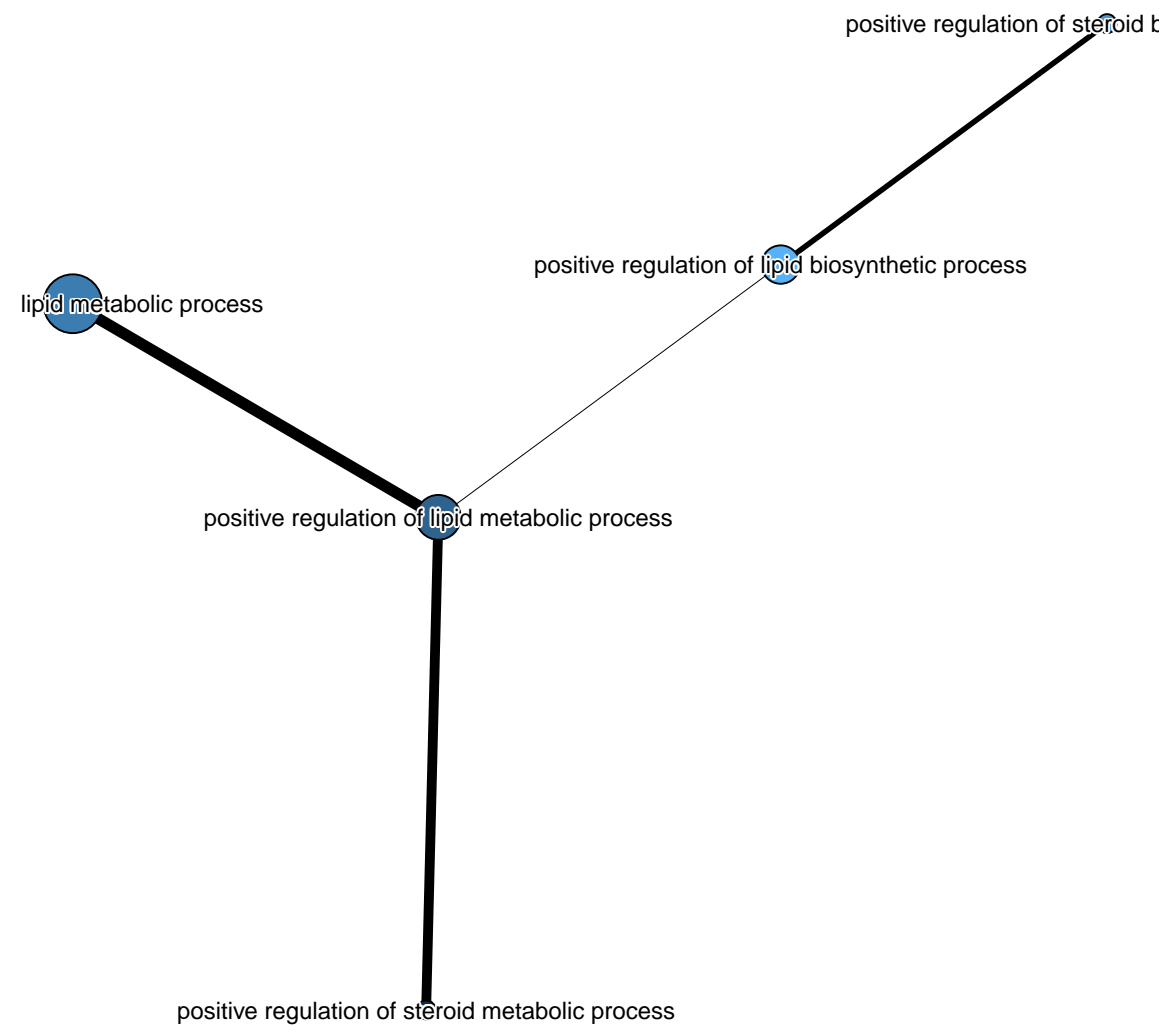 positive regulation of steroid b
positive regulation of lipid biosynthetic process
lipid metabolic process
positive regulation of lipid metabolic process
positive regulation of steroid metabolic process